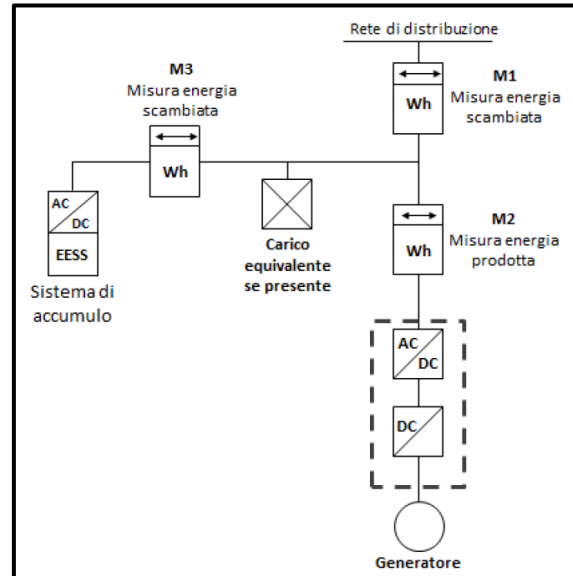 Rete di distribuzione
M1
Misura energia
scambiata
Wh
M3
Misura energia
scambiata
Wh
AC
DC
EESS
Sistema di
accumulo
Carico
equivalente
se presente
M2
Misura energia
prodotta
Wh
AC
DC
DC
Generatore